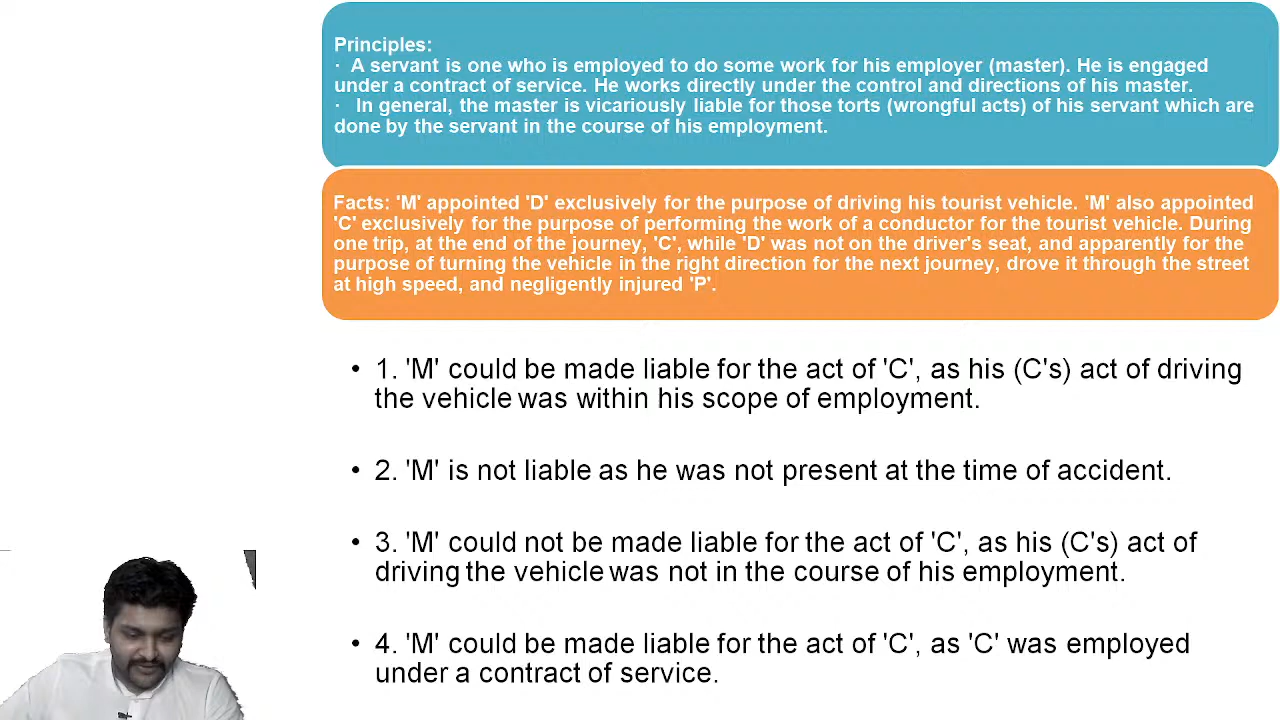 Principles:
· A servant is one who is employed to do some work for his employer (master). He is engaged
under a contract of service. He works directly under the control and directions of his master.
· In general, the master is vicariously liable for those torts (wrongful acts) of his servant which are
done by the servant in the course of his employment.
Facts: 'M' appointed 'D' exclusively for the purpose of driving his tourist vehicle. 'M' also appointed
'C' exclusively for the purpose of performing the work of a conductor for the tourist vehicle. During
one trip, at the end of the journey, 'C', while 'D' was not on the driver's seat, and apparently for the
purpose of turning the vehicle in the right direction for the next journey, drove it through the street
at high speed, and negligently injured 'P'.
• 1. 'M' could be made liable for the act of 'C', as his (C's) act of driving
the vehicle was within his scope of employment.
• 2. 'M' is not liable as he was not present at the time of accident.
• 3. 'M' could not be made liable for the act of 'C', as his (C's) act of
driving the vehicle was not in the course of his employment.
• 4. 'M' could be made liable for the act of 'C', as 'C' was employed
under a contract of service.